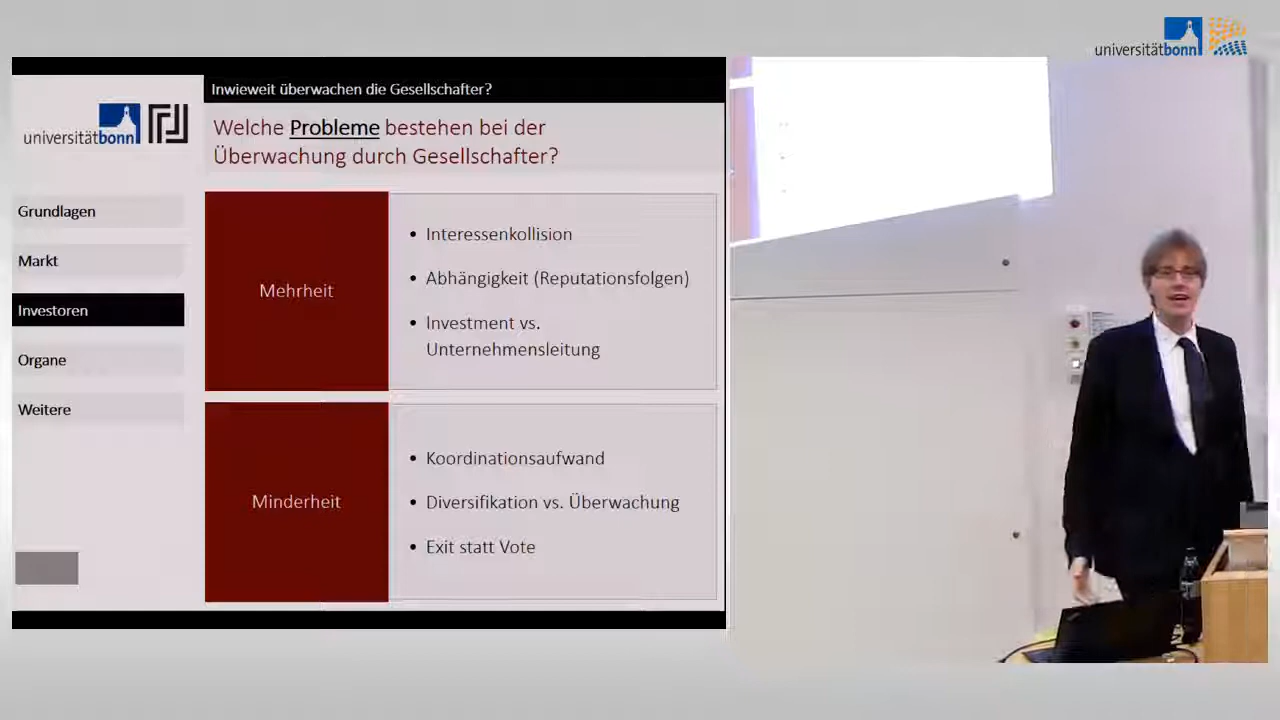 universitätbonn
Inwieweit überwachen die Gesellschafter?
universitätbonn
Welche Probleme bestehen bei der
Überwachung durch Gesellschafter?
Grundlagen
Markt
Investoren
Organe
Weitere
Mehrheit
• Interessenkollision
• Abhängigkeit (Reputationsfolgen)
• Investment vs.
Unternehmensleitung
Minderheit
• Koordinationsaufwand
• Diversifikation vs. Überwachung
• Exit statt Vote